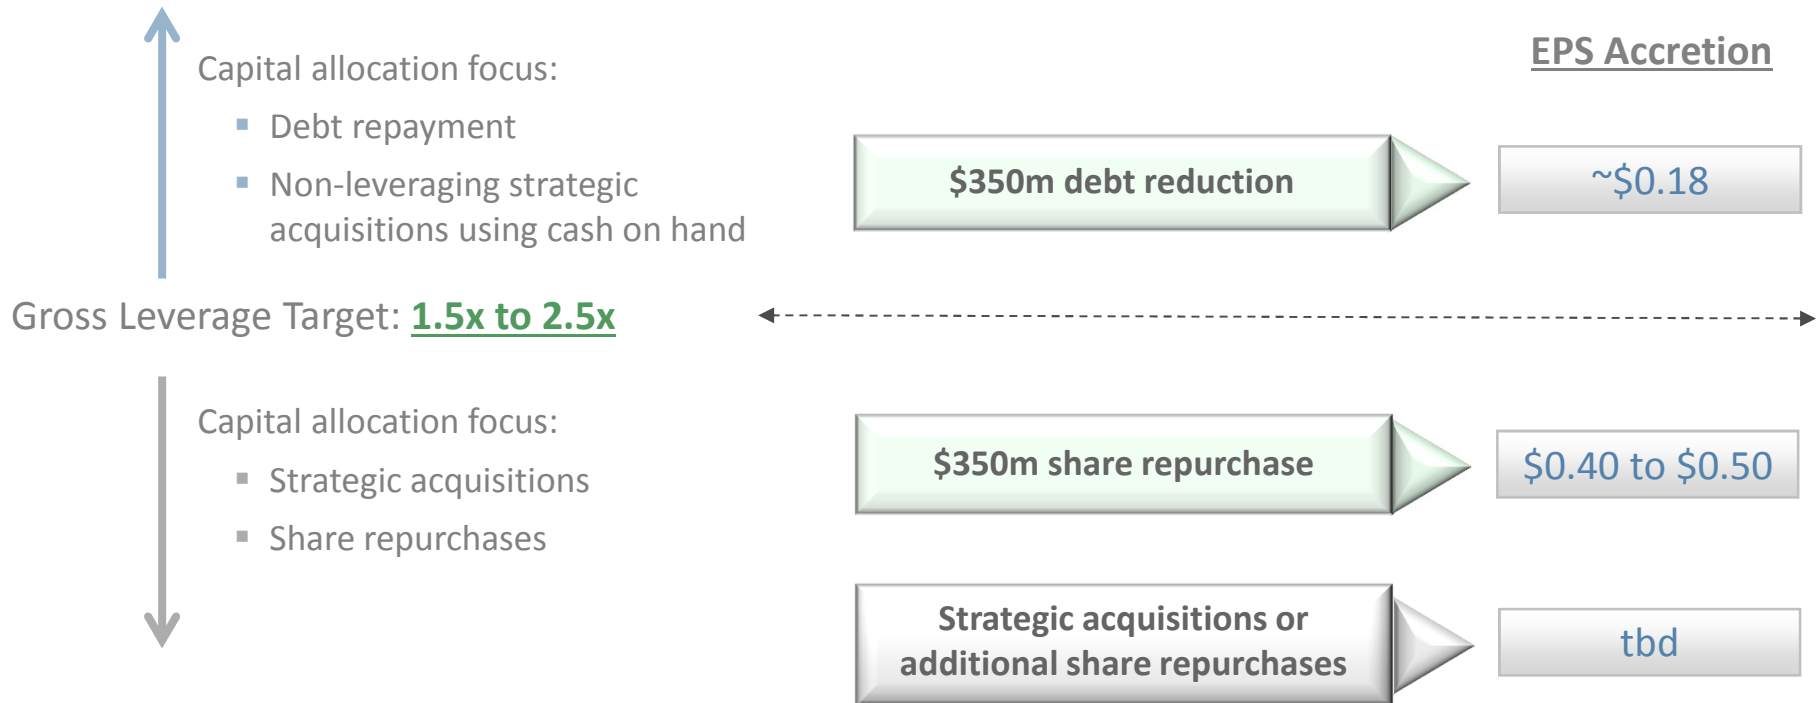 EPS Accretion
Capital allocation focus:
▪ Debt repayment
▪ Non-leveraging strategic
acquisitions using cash on hand
$350m debt reduction
~$0.18
Gross Leverage Target: 1.5x to 2.5x
Capital allocation focus:
▪ Strategic acquisitions
▪ Share repurchases
$350m share repurchase
$0.40 to $0.50
Strategic acquisitions or
additional share repurchases
tbd